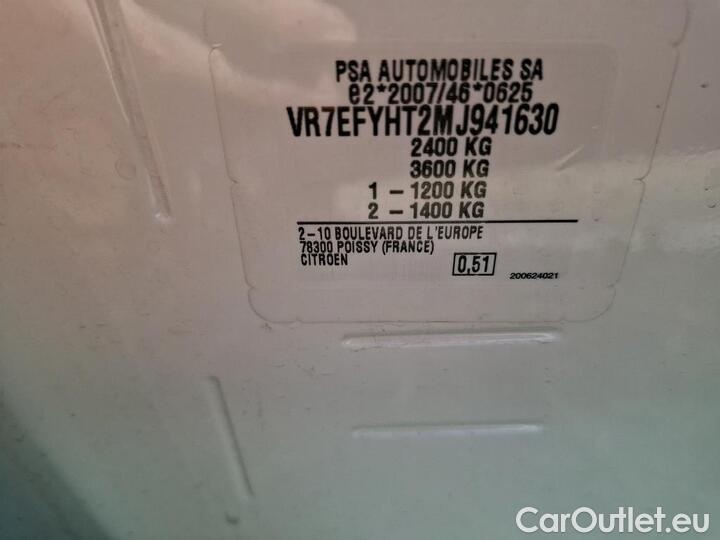 PSA AUTOMOBILES SA
e2*2007/46*0625
VR7EFYHT2MJ941630
2400 KG
3600 KG
1 – 1200 KG
2 – 1400 KG
2–10 BOULEVARD DE L'EUROPE
78300 POISSY (FRANCE)
CITROEN
0,51
200624021
CarOutlet.eu